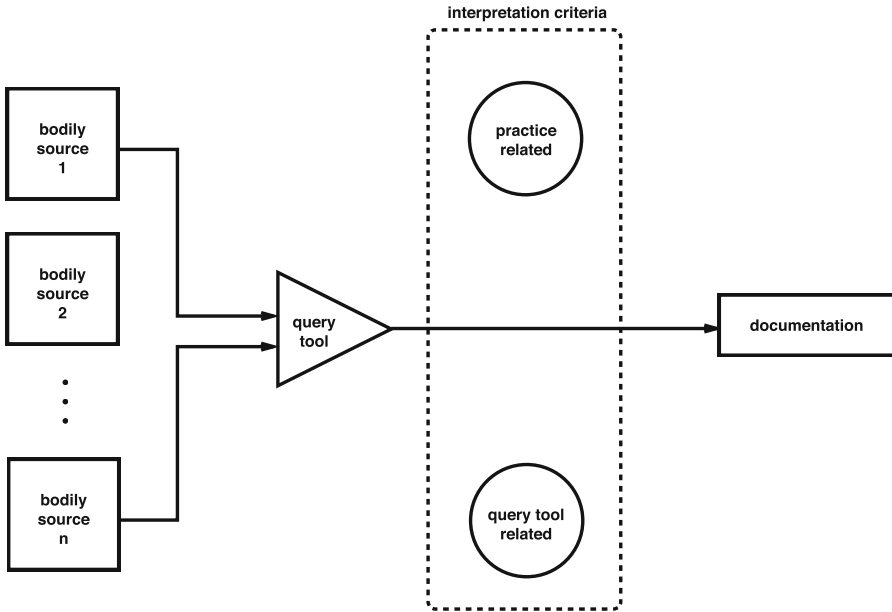 interpretation criteria
bodily
source
1
practice
related
bodily
source
2
query
tool
documentation
bodily
source
n
query tool
related